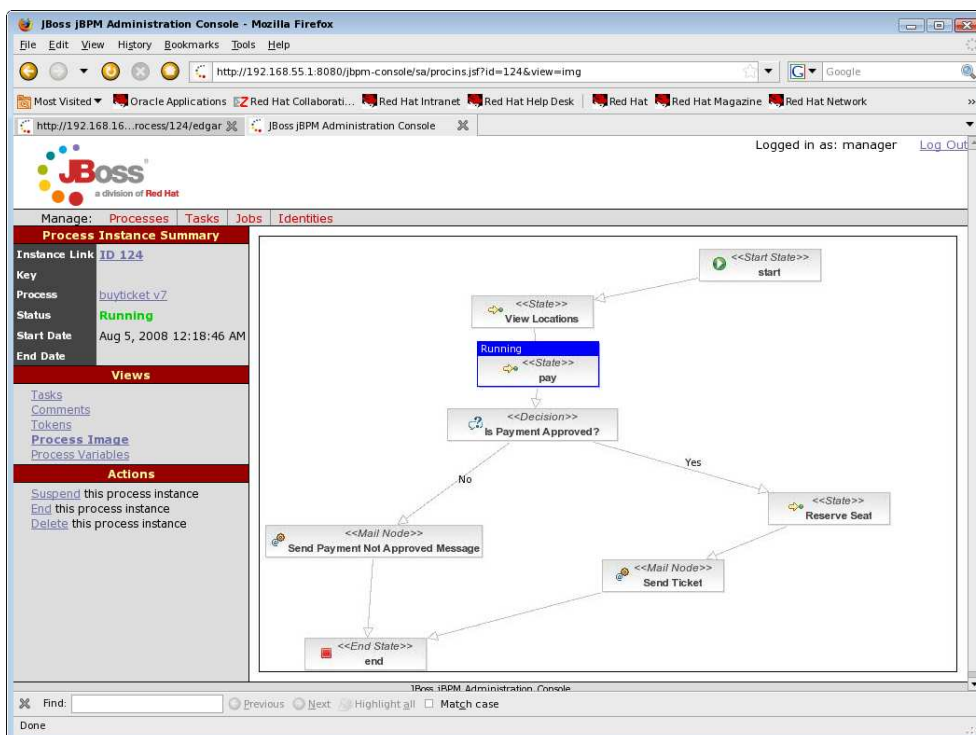 JBoss jBPM Administration Console - Mozilla Firefox
File Edit View History Bookmarks Tools Help
http://192.168.55.1:8080/jbpm-console/sa/procins.jsf?id=124&view=img
G Google
Most Visited Oracle Applications Red Hat Collaborati... Red Hat Intranet Red Hat Help Desk Red Hat Red Hat Magazine Red Hat Network »
http://192.168.16...rocess/124/edgar JBoss jBPM Administration Console
Logged in as: manager Log Out
JBoss
a division of Red Hat
Manage: Processes Tasks Jobs Identities
Process Instance Summary
Instance Link ID 124
Key
Process buyticket v7
Status Running
Start Date Aug 5, 2008 12:18:46 AM
End Date
Views
Tasks
Comments
Tokens
Process Image
Process Variables
Actions
Suspend this process instance
End this process instance
Delete this process instance
<<Start State>>
start
<<State>>
View Locations
Running
<<State>>
pay
<<Decision>>
Is Payment Approved?
No
Yes
<<State>>
Reserve Seat
<<Mail Node>>
Send Payment Not Approved Message
<<Mail Node>>
Send Ticket
<<End State>>
end
JBoss jBPM Administration Console
Find: Previous Next Highlight all Match case
Done